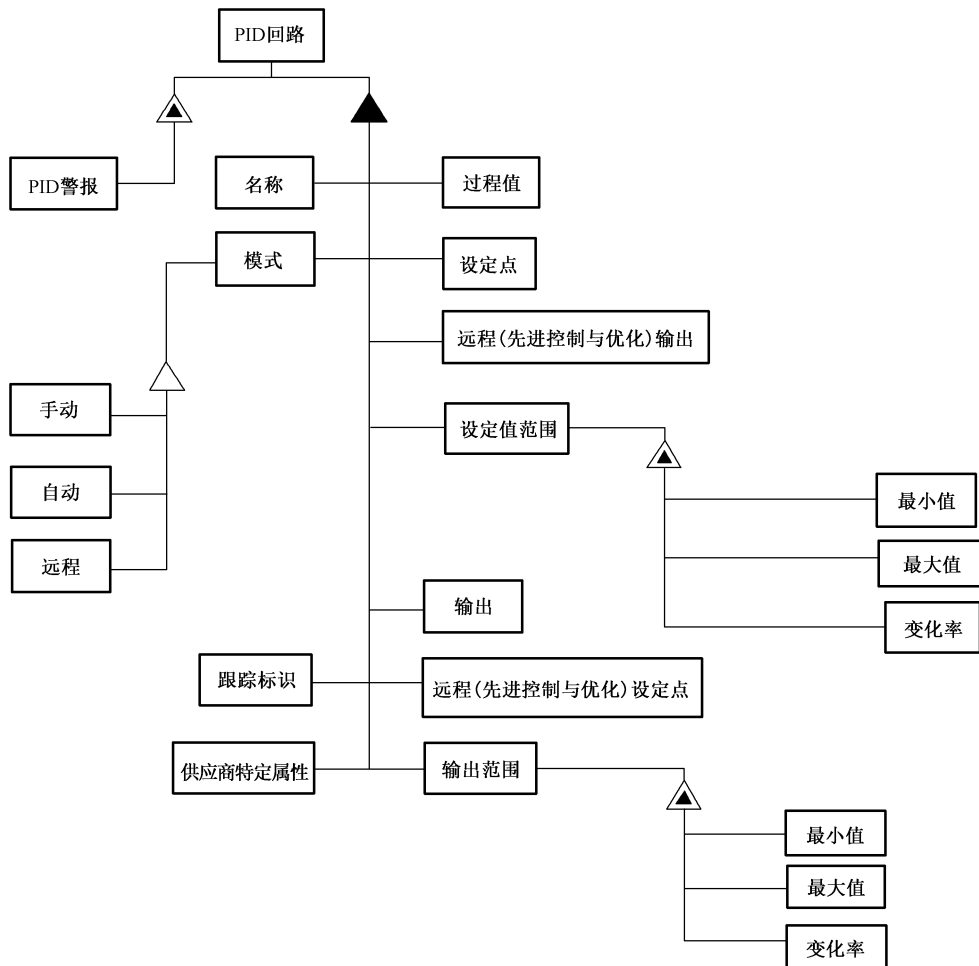 PID回路
PID警报
名称
过程值
模式
设定点
远程(先进控制与优化)输出
手动
设定值范围
自动
最小值
远程
最大值
输出
变化率
跟踪标识
远程(先进控制与优化)设定点
供应商特定属性
输出范围
最小值
最大值
变化率